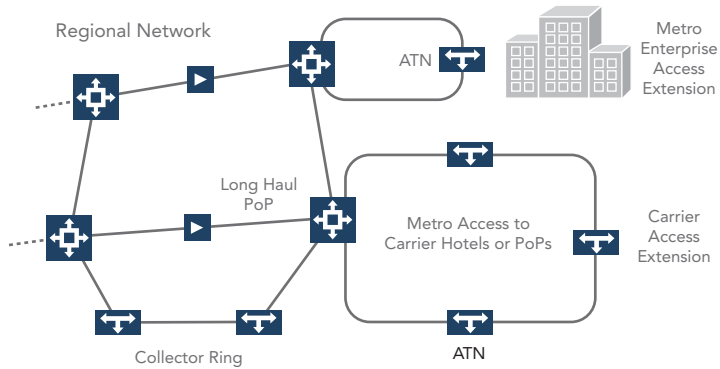 Regional Network
ATN
Metro
Enterprise
Access
Extension
Long Haul
PoP
Metro Access to
Carrier Hotels or PoPs
Carrier
Access
Extension
Collector Ring
ATN